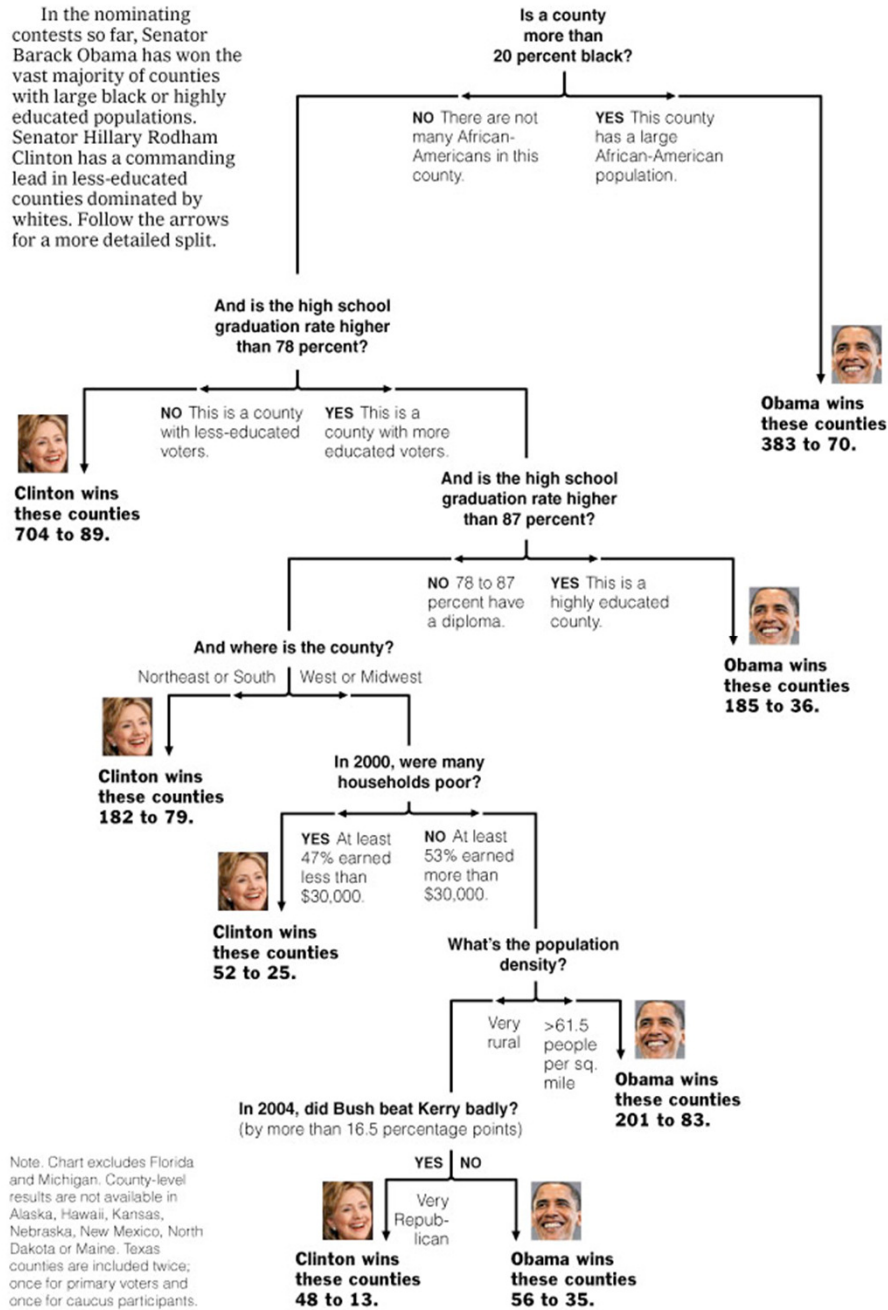 In the nominating
contests so far, Senator
Barack Obama has won the
vast majority of counties
with large black or highly
educated populations.
Senator Hillary Rodham
Clinton has a commanding
lead in less-educated
counties dominated by
whites. Follow the arrows
for a more detailed split.
Is a county
more than
20 percent black?
NO There are not
many African-
Americans in this
county.
YES This county
has a large
African-American
population.
Obama wins
these counties
383 to 70.
And is the high school
graduation rate higher
than 78 percent?
NO This is a county
with less-educated
voters.
YES This is a
county with more
educated voters.
Clinton wins
these counties
704 to 89.
And is the high school
graduation rate higher
than 87 percent?
NO 78 to 87
percent have
a diploma.
YES This is a
highly educated
county.
Obama wins
these counties
185 to 36.
And where is the county?
Northeast or South
West or Midwest
Clinton wins
these counties
182 to 79.
In 2000, were many
households poor?
YES At least
47% earned
less than
$30,000.
NO At least
53% earned
more than
$30,000.
Clinton wins
these counties
52 to 25.
What's the population
density?
Very
rural
>61.5
people
per sq.
mile
Obama wins
these counties
201 to 83.
In 2004, did Bush beat Kerry badly?
(by more than 16.5 percentage points)
YES
NO
Very
Repub-
lican
Clinton wins
these counties
48 to 13.
Obama wins
these counties
56 to 35.
Note. Chart excludes Florida
and Michigan. County-level
results are not available in
Alaska, Hawaii, Kansas,
Nebraska, New Mexico, North
Dakota or Maine. Texas
counties are included twice;
once for primary voters and
once for caucus participants.